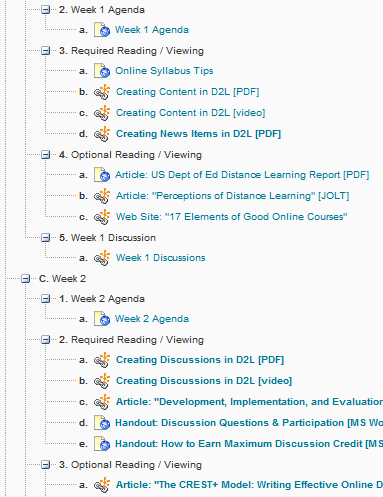 2. Week 1 Agenda
a. Week 1 Agenda
3. Required Reading / Viewing
a. Online Syllabus Tips
b. Creating Content in D2L [PDF]
c. Creating Content in D2L [video]
d. Creating News Items in D2L [PDF]
4. Optional Reading / Viewing
a. Article: US Dept of Ed Distance Learning Report [PDF]
b. Article: "Perceptions of Distance Learning" [JOLT]
c. Web Site: "17 Elements of Good Online Courses"
5. Week 1 Discussion
a. Week 1 Discussions
C. Week 2
1. Week 2 Agenda
a. Week 2 Agenda
2. Required Reading / Viewing
a. Creating Discussions in D2L [PDF]
b. Creating Discussions in D2L [video]
c. Article: "Development, Implementation, and Evaluation
d. Handout: Discussion Questions & Participation [MS Wo
e. Handout: How to Earn Maximum Discussion Credit [MS
3. Optional Reading / Viewing
a. Article: "The CREST+ Model: Writing Effective Online D